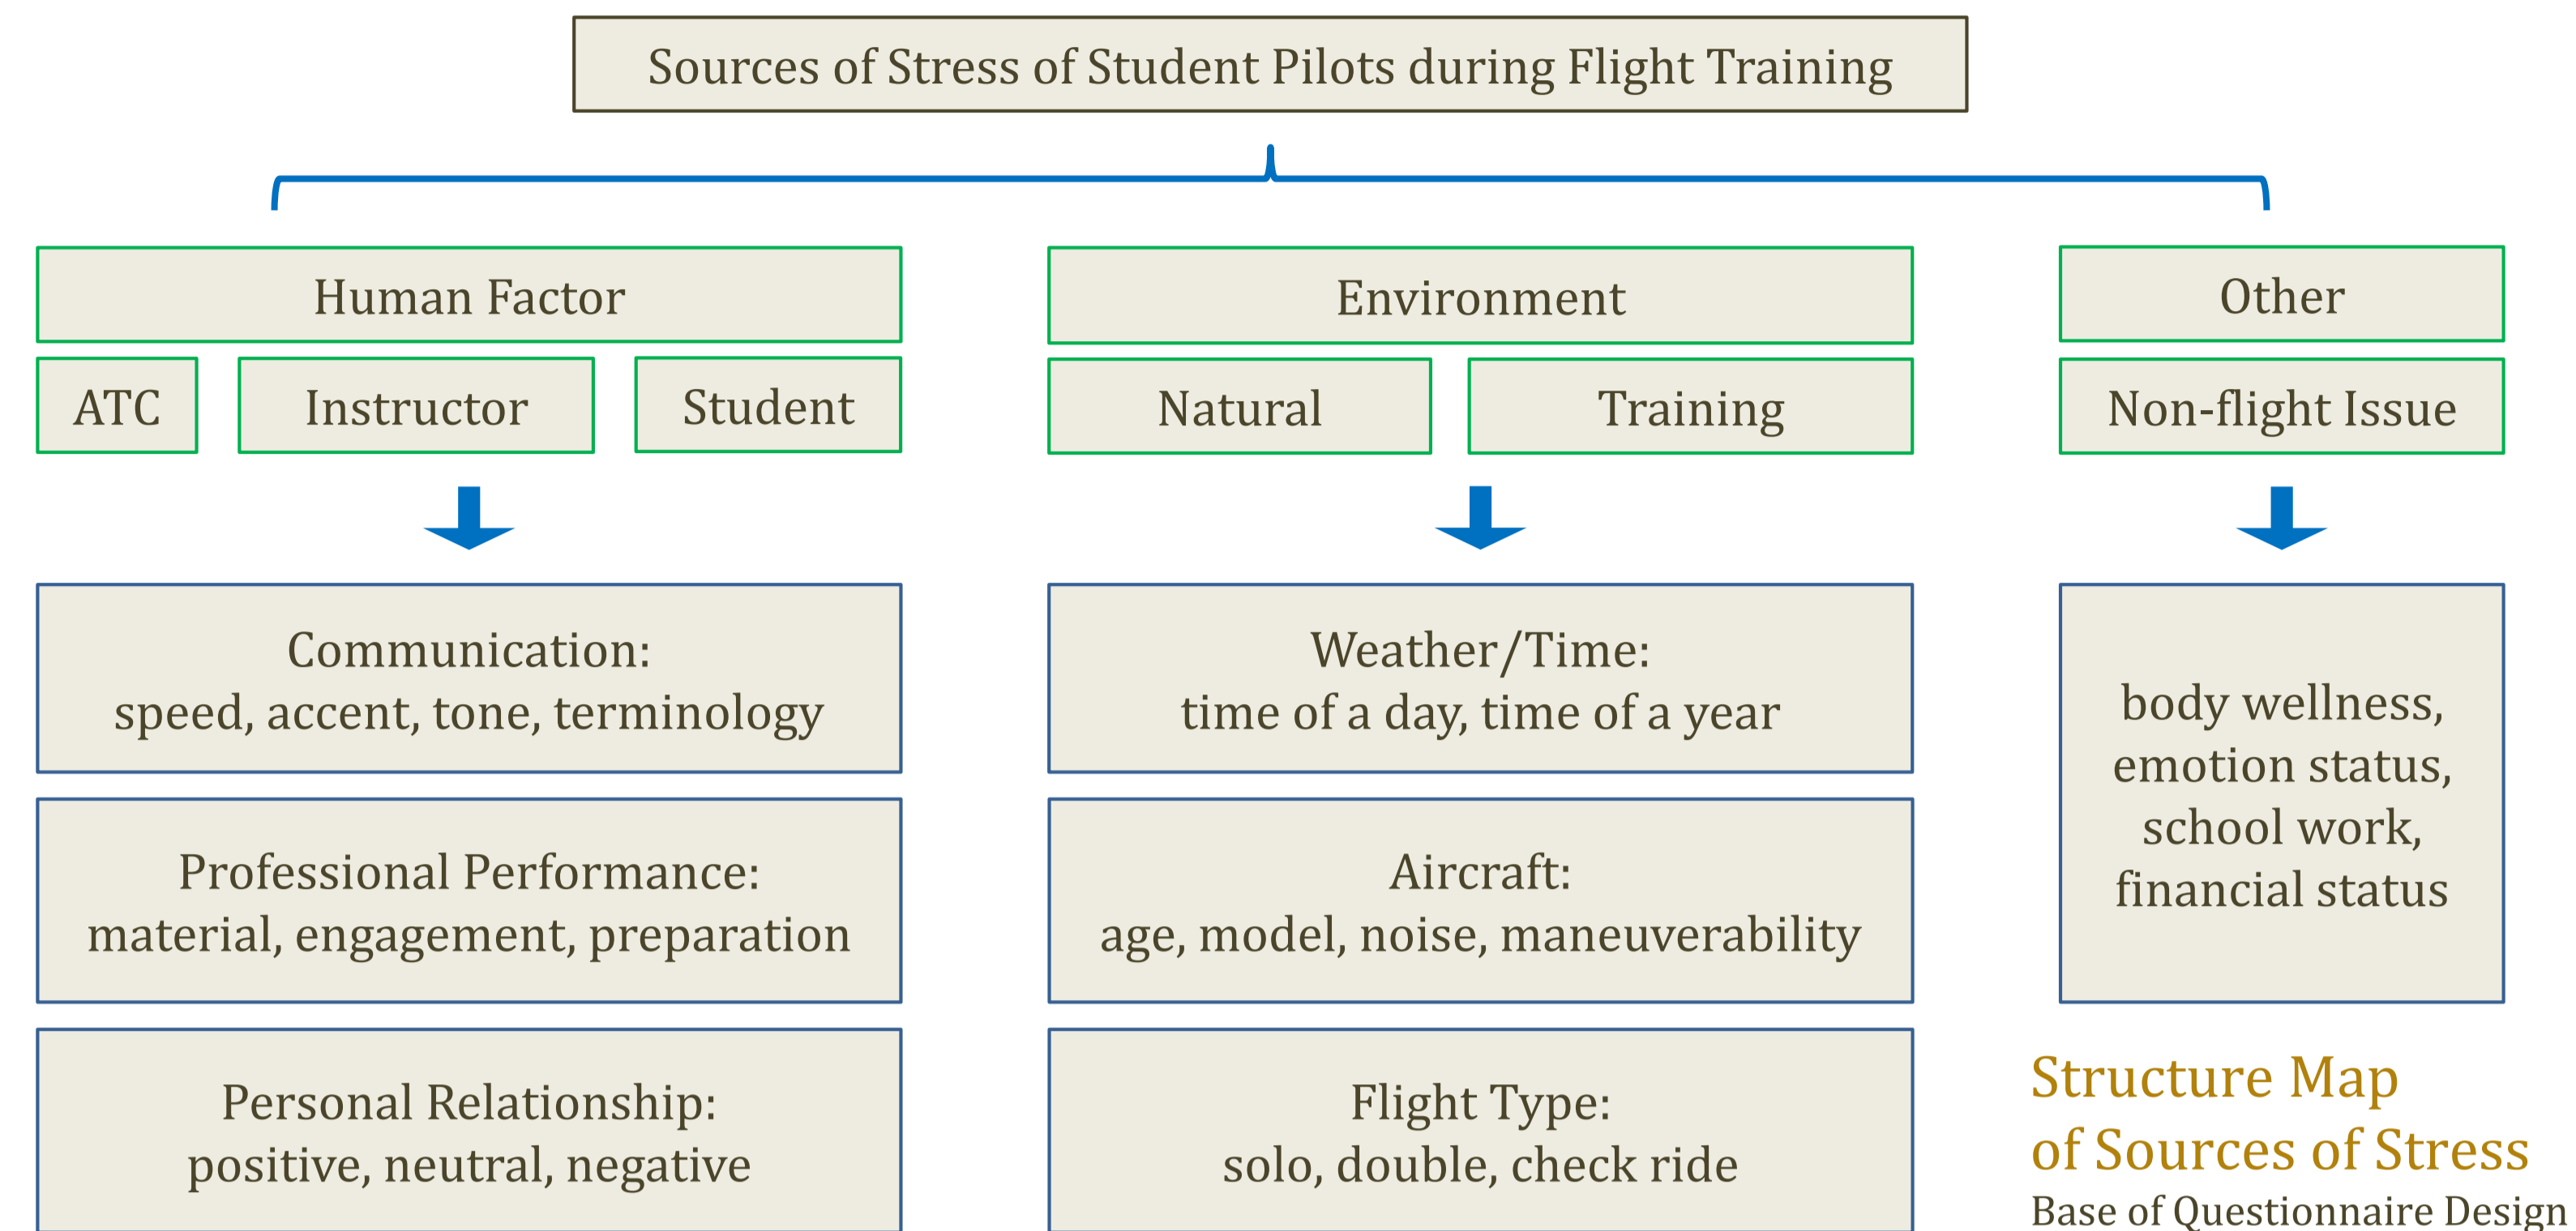 Sources of Stress of Student Pilots during Flight Training
Human Factor
ATC
Instructor
Student
Communication:
speed, accent, tone, terminology
Professional Performance:
material, engagement, preparation
Personal Relationship:
positive, neutral, negative
Environment
Natural
Training
Weather/Time:
time of a day, time of a year
Aircraft:
age, model, noise, maneuverability
Flight Type:
solo, double, check ride
Other
Non-flight Issue
body wellness,
emotion status,
school work,
financial status
Structure Map
of Sources of Stress
Base of Questionnaire Design